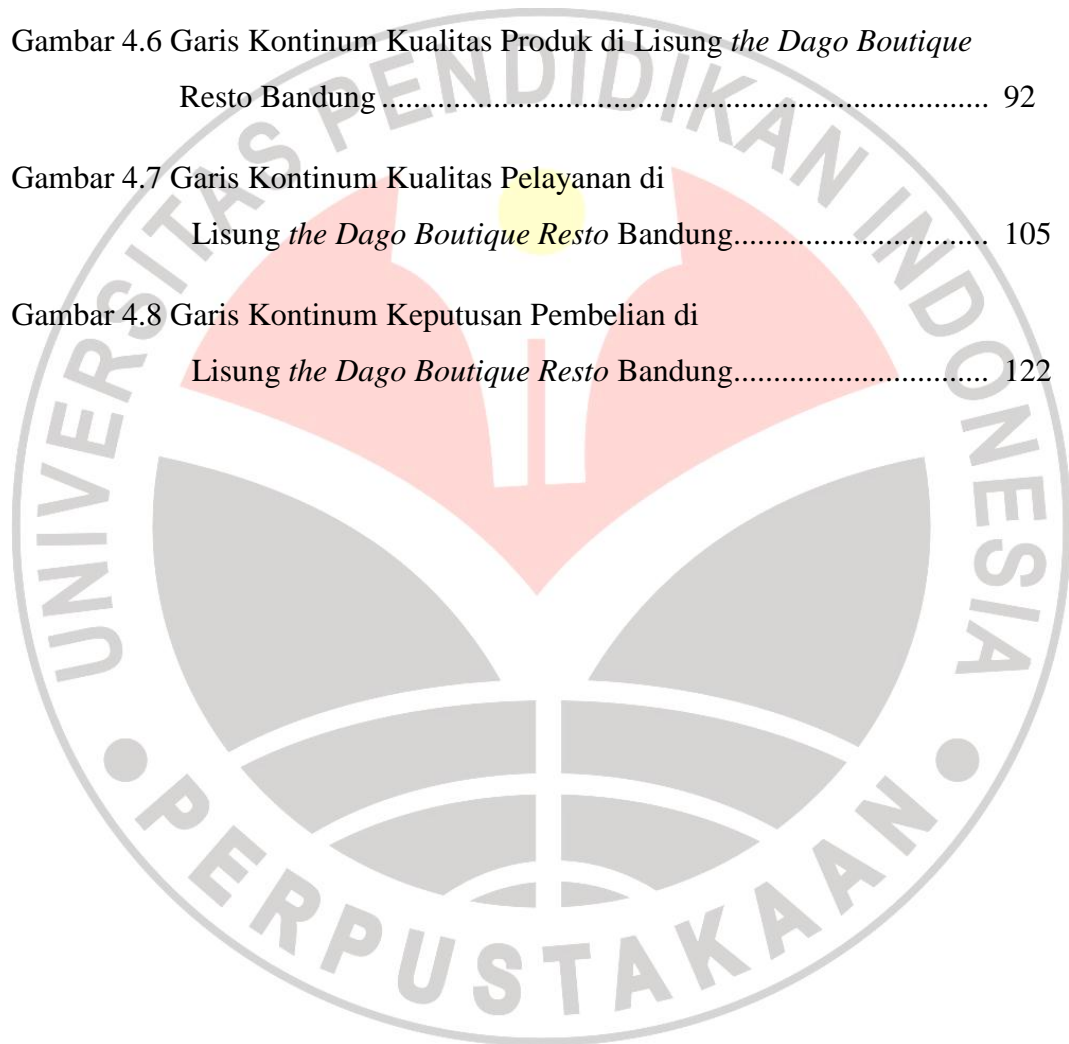 Gambar 4.6 Garis Kontinum Kualitas Produk di Lisung the Dago Boutique
Resto Bandung ........................................................................... 92
Gambar 4.7 Garis Kontinum Kualitas Pelayanan di
Lisung the Dago Boutique Resto Bandung................................ 105
Gambar 4.8 Garis Kontinum Keputusan Pembelian di
Lisung the Dago Boutique Resto Bandung................................ 122
UNIVERSITAS PENDIDIKAN INDONESIA
PERPUSTAKAAN